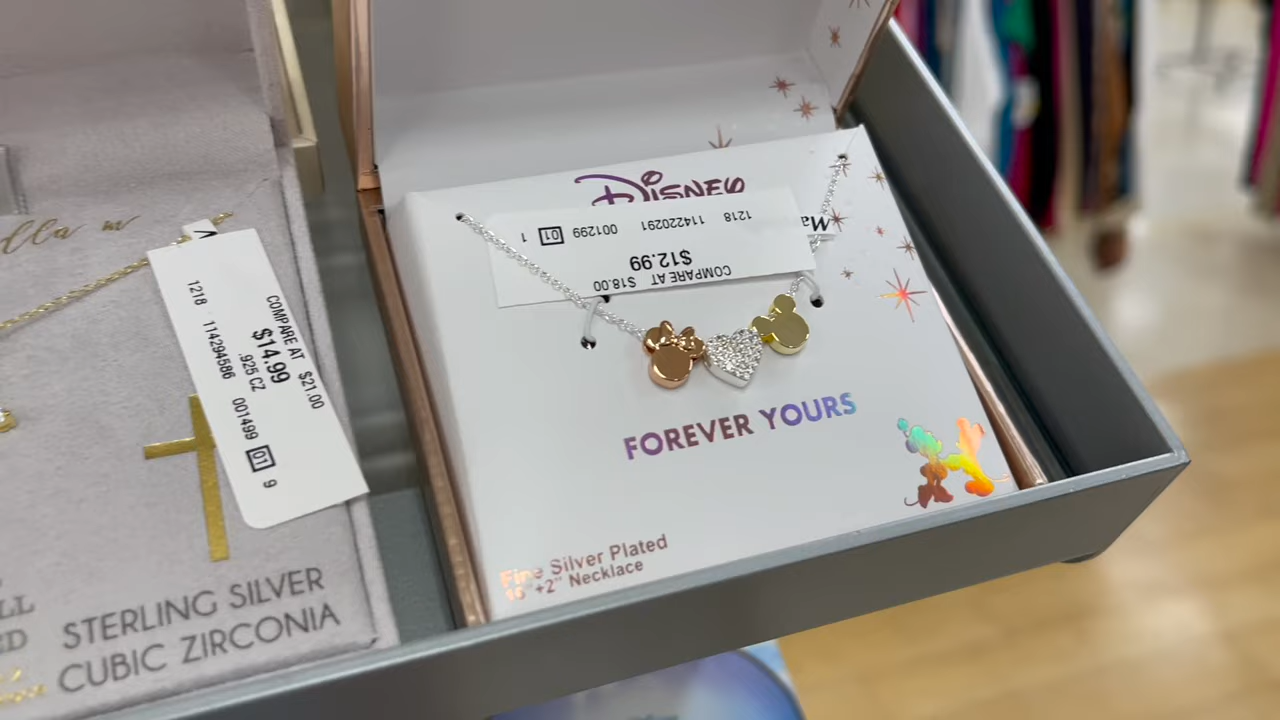 DISNEY
1218 114220291 001299 01 1
$12.99
COMPARE AT $18.00
FOREVER YOURS
Fine Silver Plated
16"+2" Necklace
COMPARE AT $21.00
$14.99
.925 CZ
1218 114294586 001499 01 9
STERLING SILVER
CUBIC ZIRCONIA